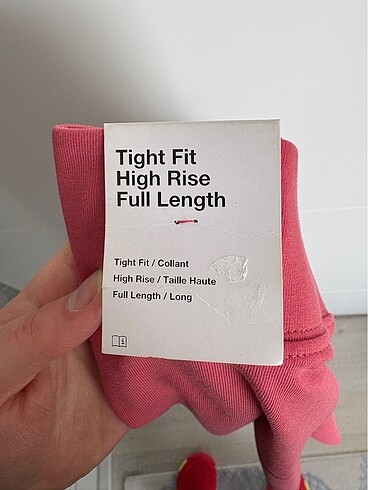 Tight Fit
High Rise
Full Length
Tight Fit / Collant
High Rise / Taille Haute
Full Length / Long